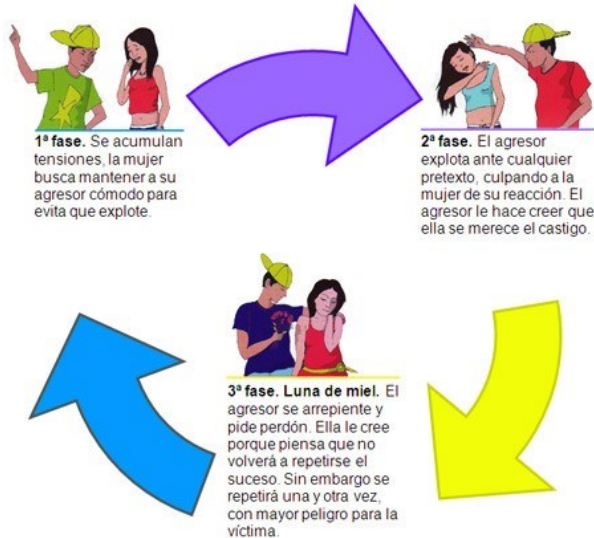 1ª fase. Se acumulan
tensiones, la mujer
busca mantener a su
agresor cómodo para
evita que explote.
2ª fase. El agresor
explota ante cualquier
pretexto, culpando a la
mujer de su reacción. El
agresor le hace creer que
ella se merece el castigo.
3ª fase. Luna de miel. El
agresor se arrepiente y
pide perdón. Ella le cree
porque piensa que no
volverá a repetirse el
suceso. Sin embargo se
repetirá una y otra vez,
con mayor peligro para la
víctima.